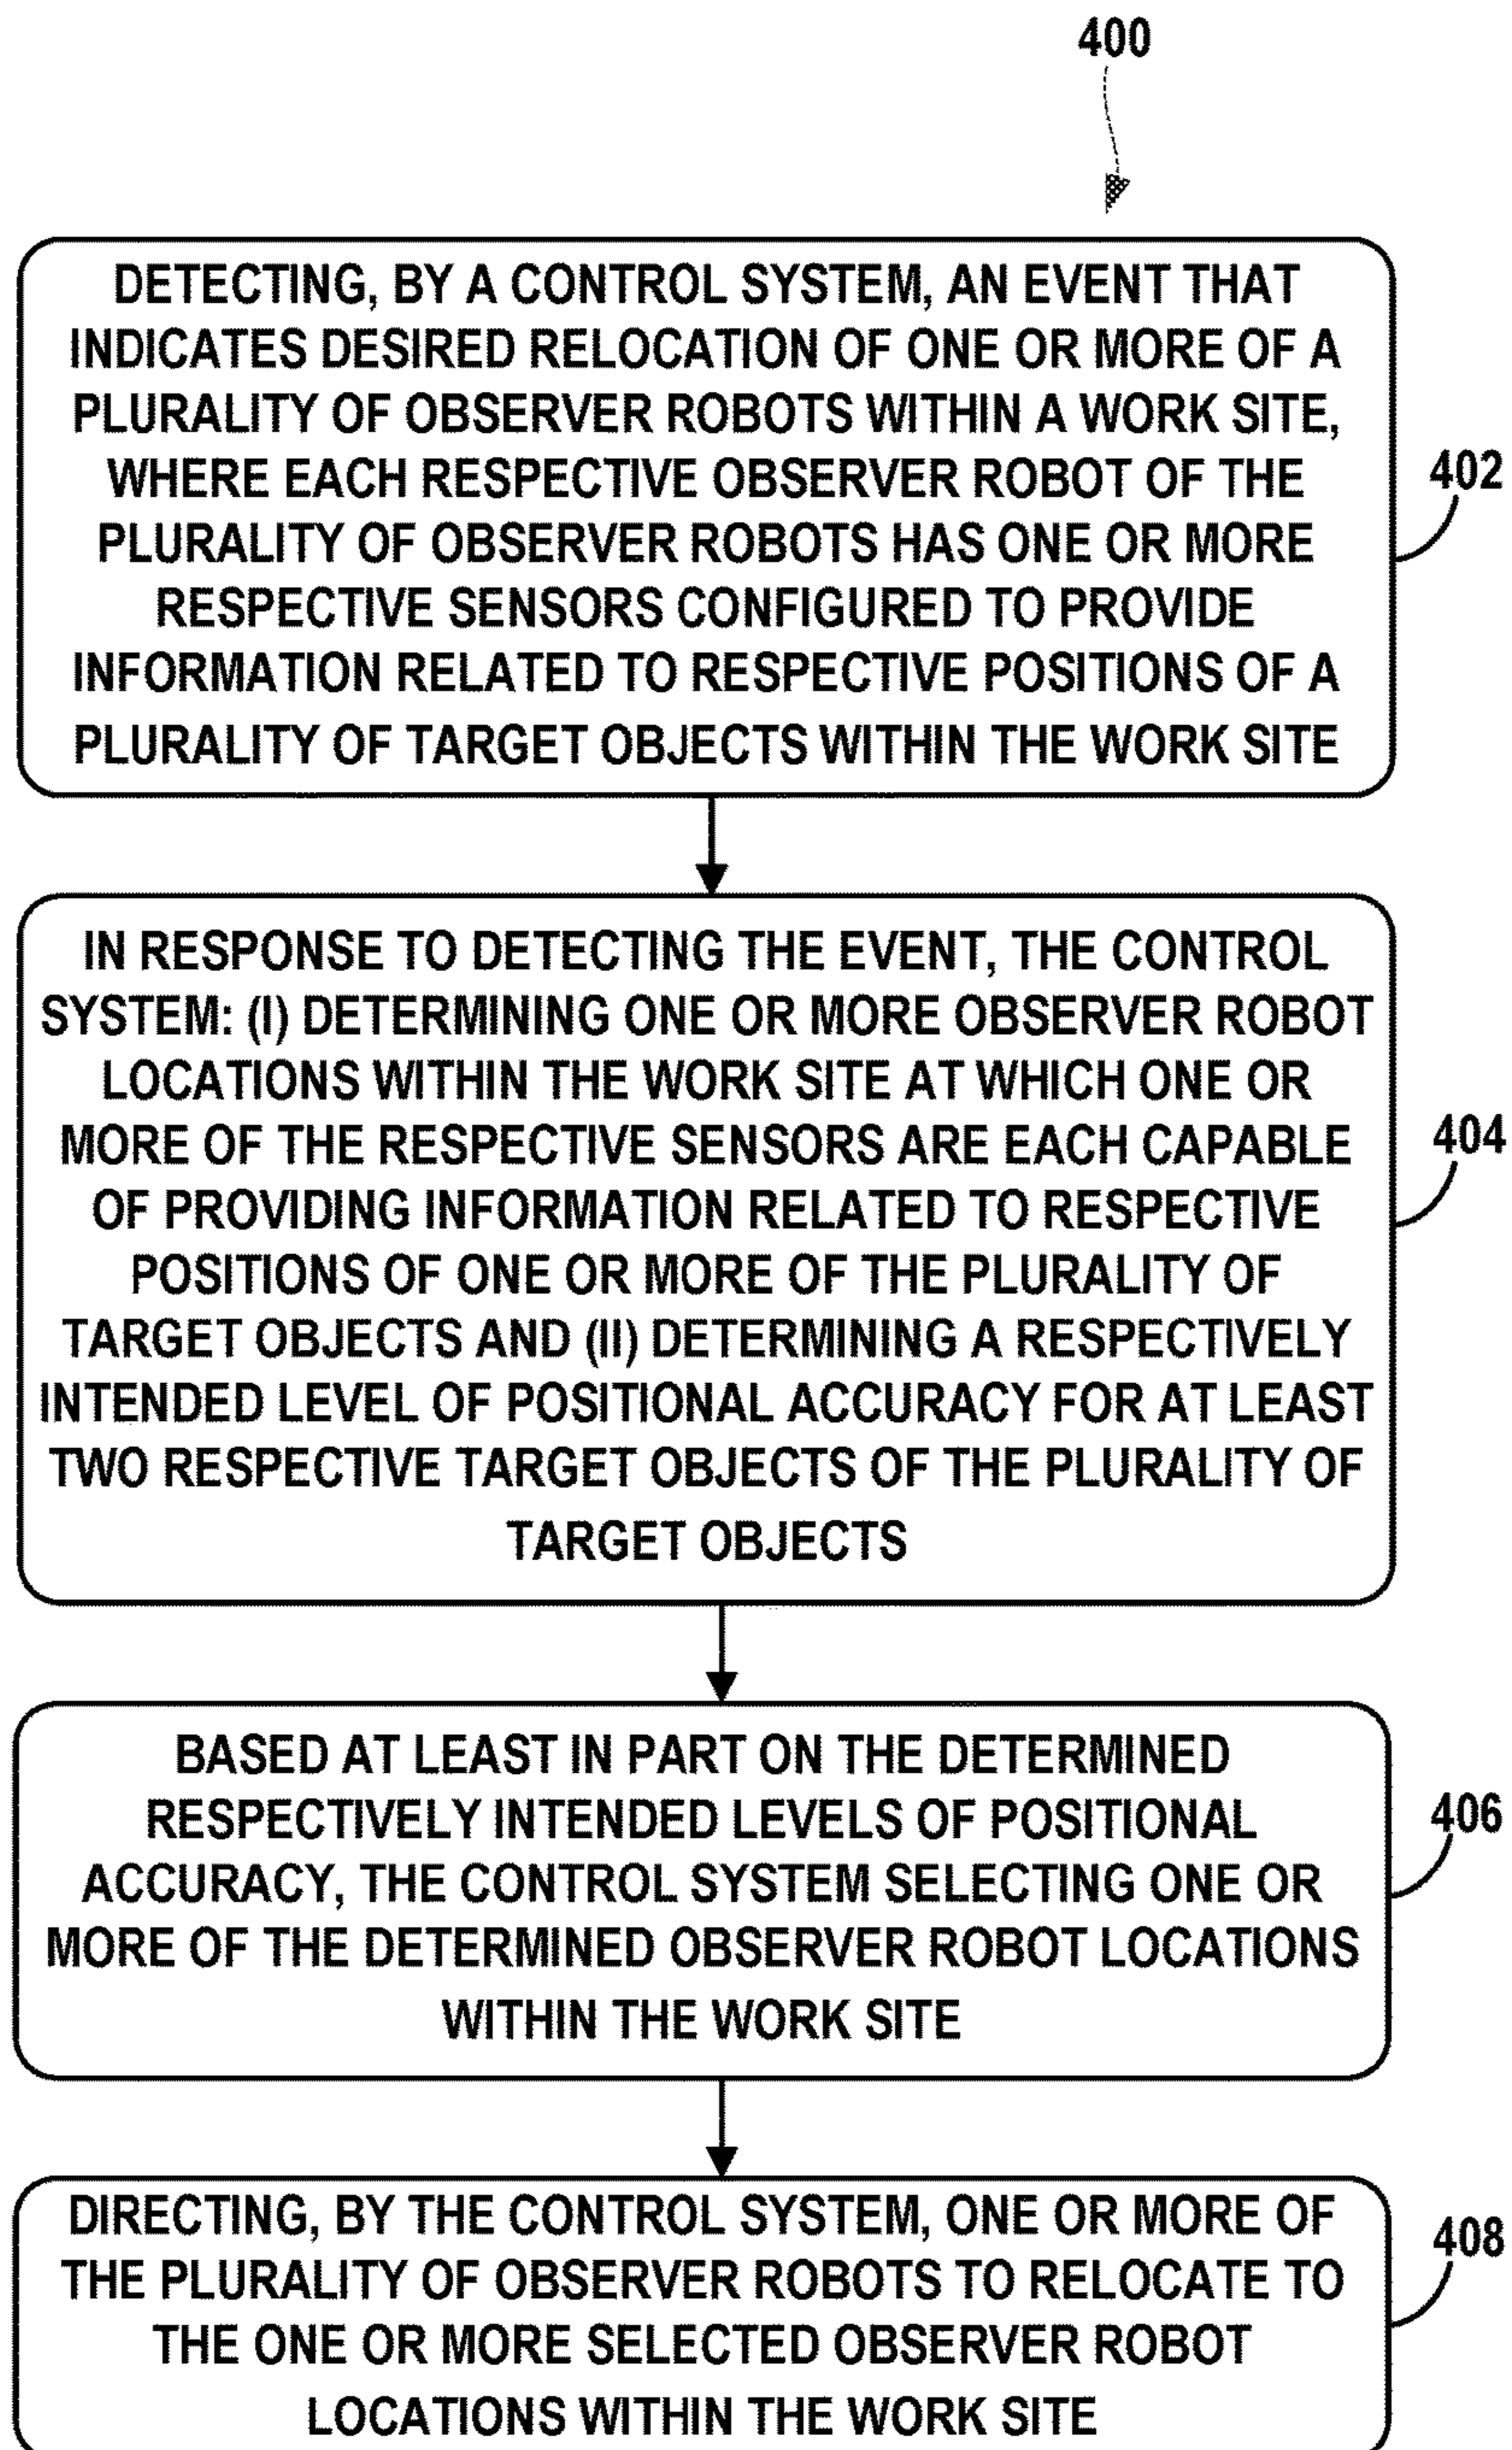 400
DETECTING, BY A CONTROL SYSTEM, AN EVENT THAT
INDICATES DESIRED RELOCATION OF ONE OR MORE OF A
PLURALITY OF OBSERVER ROBOTS WITHIN A WORK SITE,
WHERE EACH RESPECTIVE OBSERVER ROBOT OF THE
PLURALITY OF OBSERVER ROBOTS HAS ONE OR MORE
RESPECTIVE SENSORS CONFIGURED TO PROVIDE
INFORMATION RELATED TO RESPECTIVE POSITIONS OF A
PLURALITY OF TARGET OBJECTS WITHIN THE WORK SITE
402
IN RESPONSE TO DETECTING THE EVENT, THE CONTROL
SYSTEM: (I) DETERMINING ONE OR MORE OBSERVER ROBOT
LOCATIONS WITHIN THE WORK SITE AT WHICH ONE OR
MORE OF THE RESPECTIVE SENSORS ARE EACH CAPABLE
OF PROVIDING INFORMATION RELATED TO RESPECTIVE
POSITIONS OF ONE OR MORE OF THE PLURALITY OF
TARGET OBJECTS AND (II) DETERMINING A RESPECTIVELY
INTENDED LEVEL OF POSITIONAL ACCURACY FOR AT LEAST
TWO RESPECTIVE TARGET OBJECTS OF THE PLURALITY OF
TARGET OBJECTS
404
BASED AT LEAST IN PART ON THE DETERMINED
RESPECTIVELY INTENDED LEVELS OF POSITIONAL
ACCURACY, THE CONTROL SYSTEM SELECTING ONE OR
MORE OF THE DETERMINED OBSERVER ROBOT LOCATIONS
WITHIN THE WORK SITE
406
DIRECTING, BY THE CONTROL SYSTEM, ONE OR MORE OF
THE PLURALITY OF OBSERVER ROBOTS TO RELOCATE TO
THE ONE OR MORE SELECTED OBSERVER ROBOT
LOCATIONS WITHIN THE WORK SITE
408